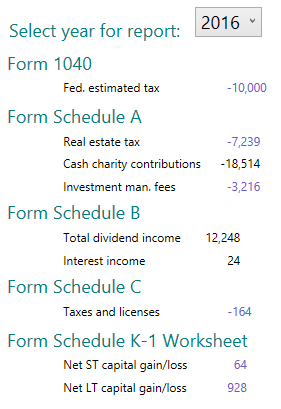 Select year for report: 2016
Form 1040
Fed. estimated tax -10,000
Form Schedule A
Real estate tax -7,239
Cash charity contributions -18,514
Investment man. fees -3,216
Form Schedule B
Total dividend income 12,248
Interest income 24
Form Schedule C
Taxes and licenses -164
Form Schedule K-1 Worksheet
Net ST capital gain/loss 64
Net LT capital gain/loss 928